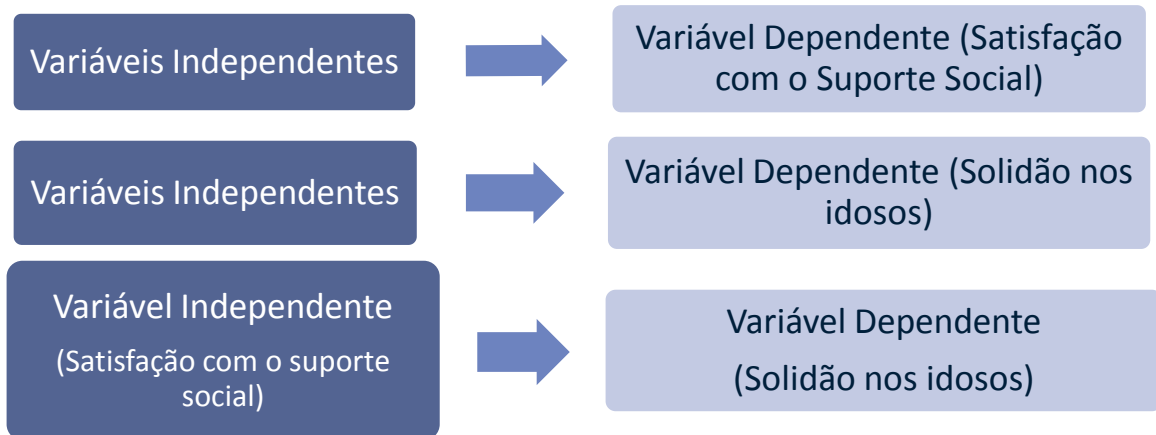 Variáveis Independentes
Variável Dependente (Satisfação
com o Suporte Social)
Variáveis Independentes
Variável Dependente (Solidão nos
idosos)
Variável Independente
(Satisfação com o suporte
social)
Variável Dependente
(Solidão nos idosos)